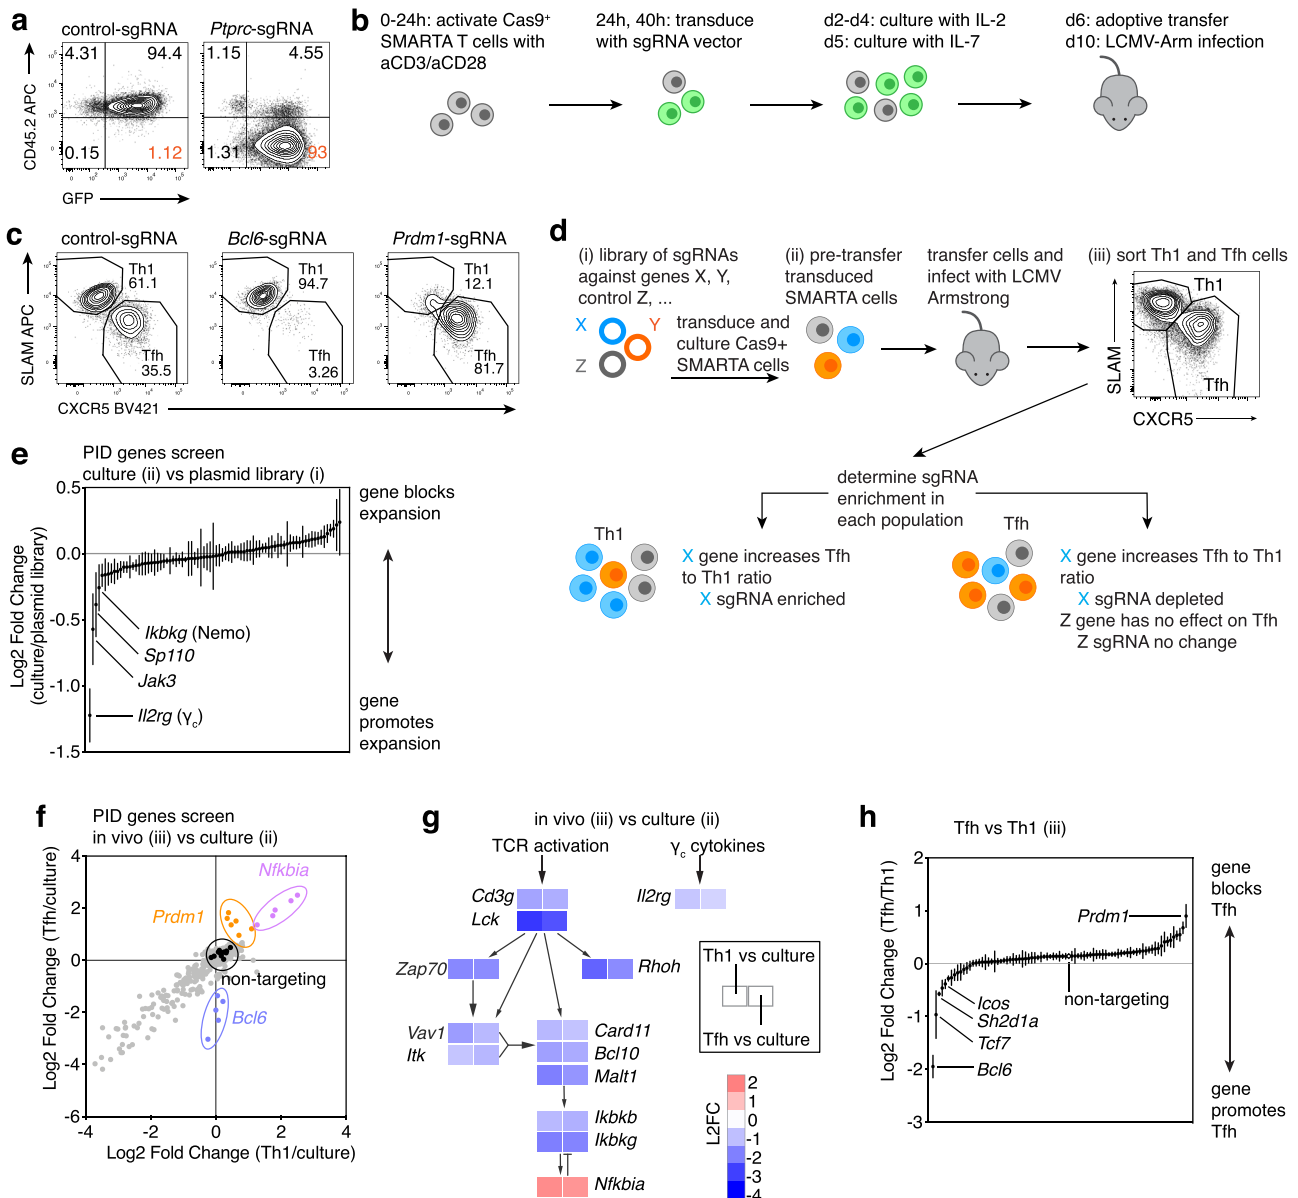 a
control-sgRNA
Ptprc-sgRNA
4.31
94.4
0.15
1.12
1.15
4.55
1.31
93
CD45.2 APC
GFP
b
0-24h: activate Cas9+
SMARTA T cells with
aCD3/aCD28
24h, 40h: transduce
with sgRNA vector
d2-d4: culture with IL-2
d5: culture with IL-7
d6: adoptive transfer
d10: LCMV-Arm infection
c
control-sgRNA
Bcl6-sgRNA
Prdm1-sgRNA
Th1
61.1
Tfh
35.5
Th1
94.7
Tfh
3.26
Th1
12.1
Tfh
81.7
SLAM APC
CXCR5 BV421
d
(i) library of sgRNAs
against genes X, Y,
control Z, ...
X
Y
Z
transduce and
culture Cas9+
SMARTA cells
(ii) pre-transfer
transduced
SMARTA cells
transfer cells and
infect with LCMV
Armstrong
(iii) sort Th1 and Tfh cells
Th1
Tfh
SLAM
CXCR5
determine sgRNA
enrichment in
each population
Th1
X gene increases Tfh
to Th1 ratio
X sgRNA enriched
Tfh
X gene increases Tfh to Th1
ratio
X sgRNA depleted
Z gene has no effect on Tfh
Z sgRNA no change
e
PID genes screen
culture (ii) vs plasmid library (i)
Log2 Fold Change
(culture/plasmid library)
0.5
0.0
-0.5
-1.0
-1.5
Ikbkg (Nemo)
Sp110
Jak3
Il2rg (γc)
gene blocks
expansion
gene
promotes
expansion
f
PID genes screen
in vivo (iii) vs culture (ii)
Log2 Fold Change (Tfh/culture)
4
2
0
-2
-4
-6
Nfkbia
Prdm1
non-targeting
Bcl6
-4
-2
0
2
4
Log2 Fold Change (Th1/culture)
g
in vivo (iii) vs culture (ii)
TCR activation
γc cytokines
Cd3g
Lck
Il2rg
Zap70
Rhoh
Vav1
Itk
Card11
Bcl10
Malt1
Ikbkb
Ikbkg
Nfkbia
Th1 vs culture
Tfh vs culture
L2FC
2
1
0
-1
-2
-3
-4
h
Tfh vs Th1 (iii)
Log2 Fold Change (Tfh/Th1)
2
1
0
-1
-2
-3
Prdm1
non-targeting
Icos
Sh2d1a
Tcf7
Bcl6
gene
blocks
Tfh
gene
promotes
Tfh